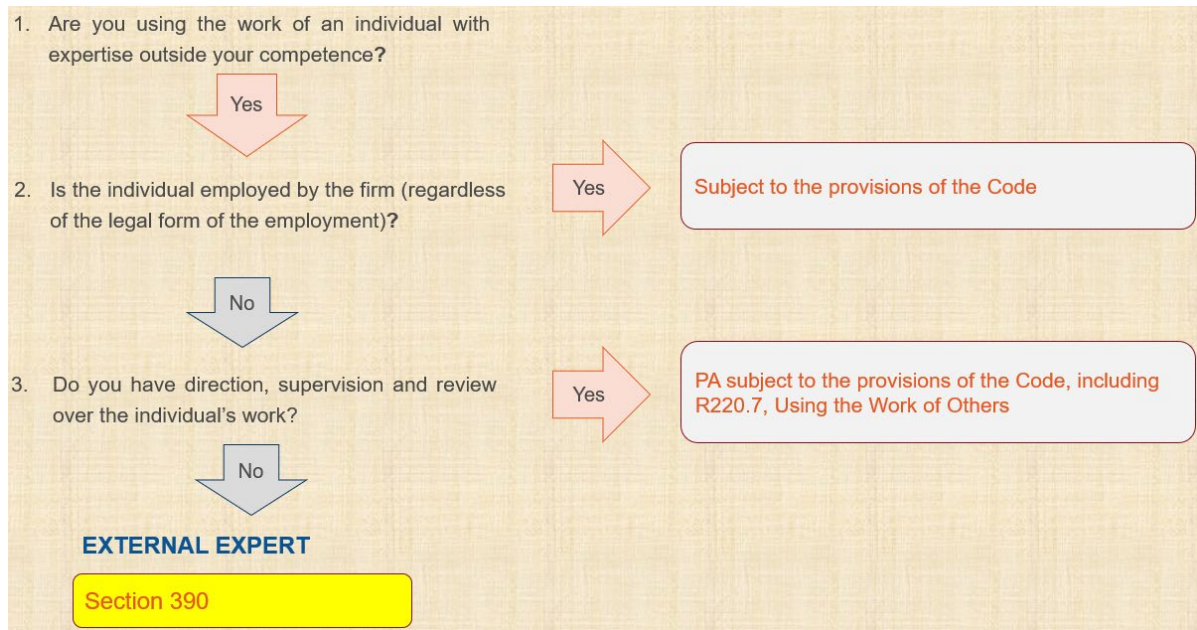 1. Are you using the work of an individual with
expertise outside your competence?
Yes
2. Is the individual employed by the firm (regardless
of the legal form of the employment)?
Yes
Subject to the provisions of the Code
No
3. Do you have direction, supervision and review
over the individual's work?
Yes
PA subject to the provisions of the Code, including
R220.7, Using the Work of Others
No
EXTERNAL EXPERT
Section 390